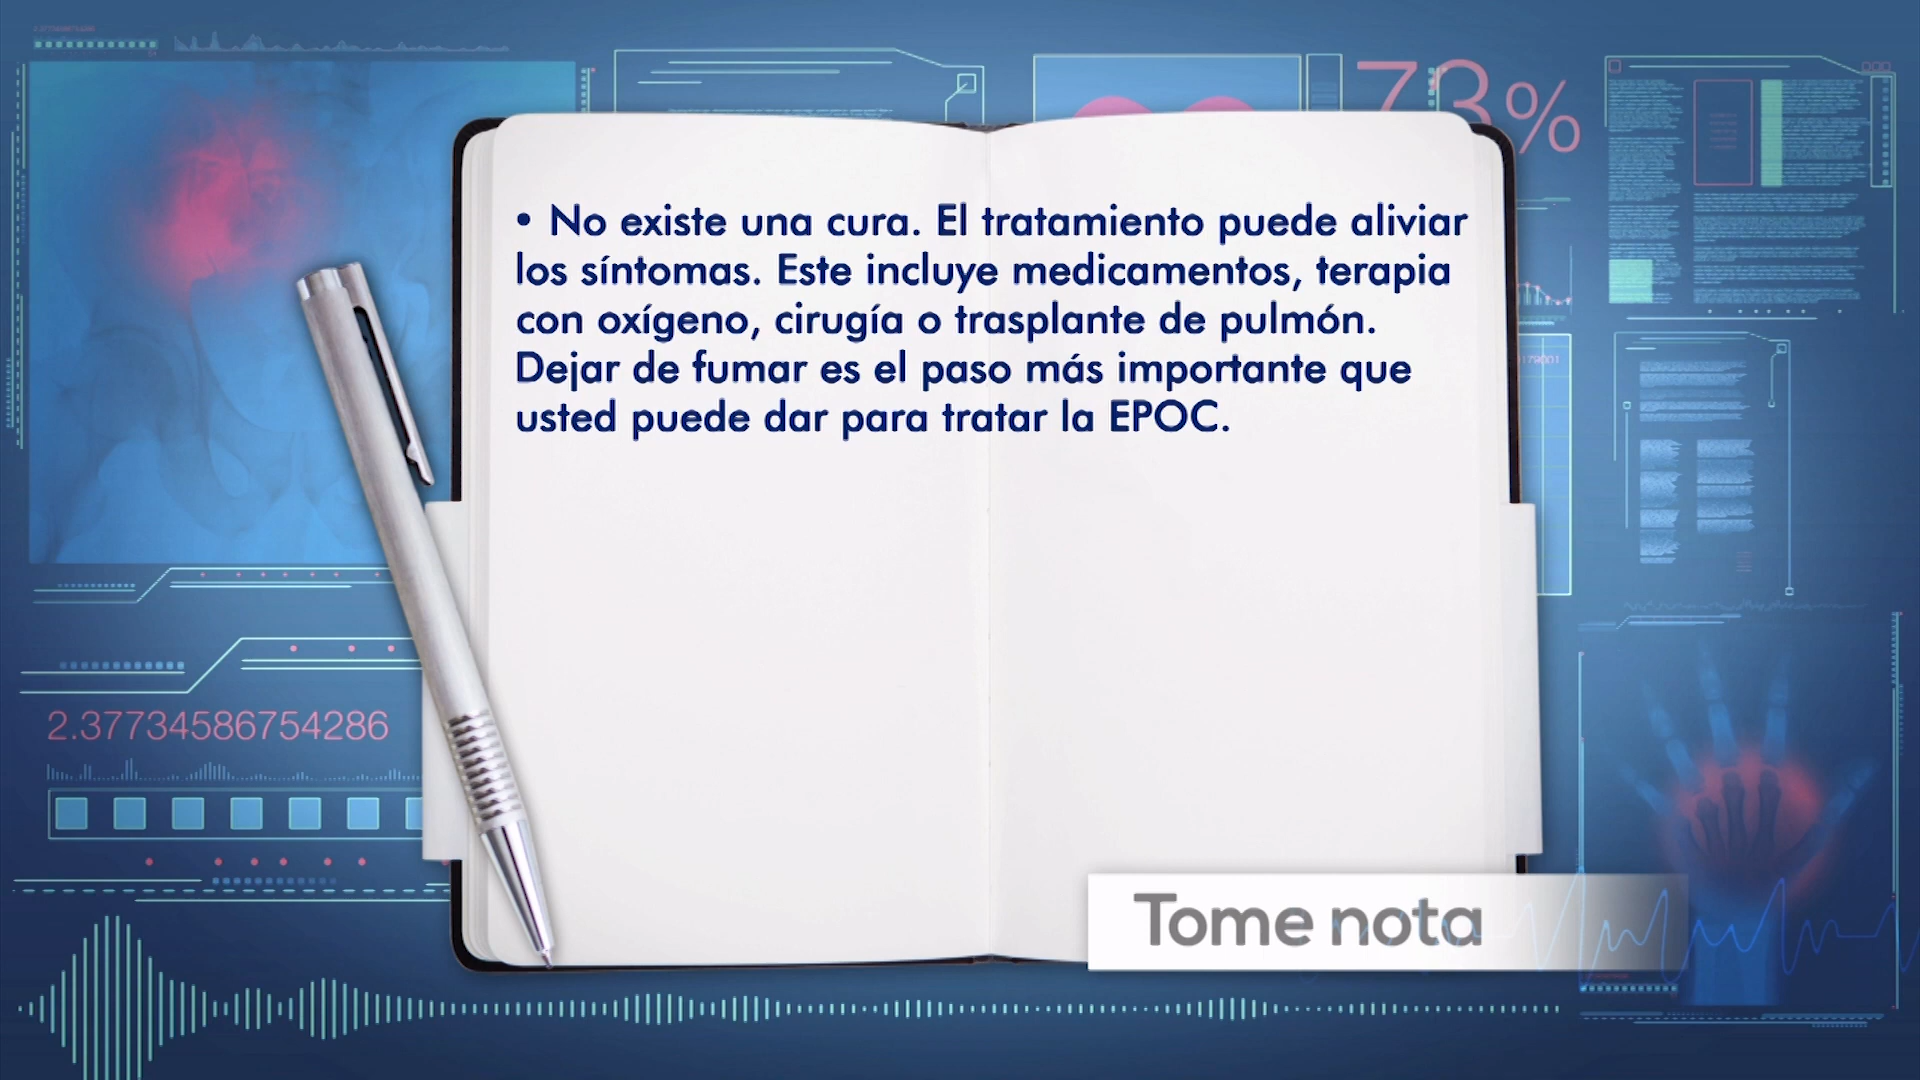 73%
• No existe una cura. El tratamiento puede aliviar
los síntomas. Este incluye medicamentos, terapia
con oxígeno, cirugía o trasplante de pulmón.
Dejar de fumar es el paso más importante que
usted puede dar para tratar la EPOC.
2.37734586754286
Tome nota